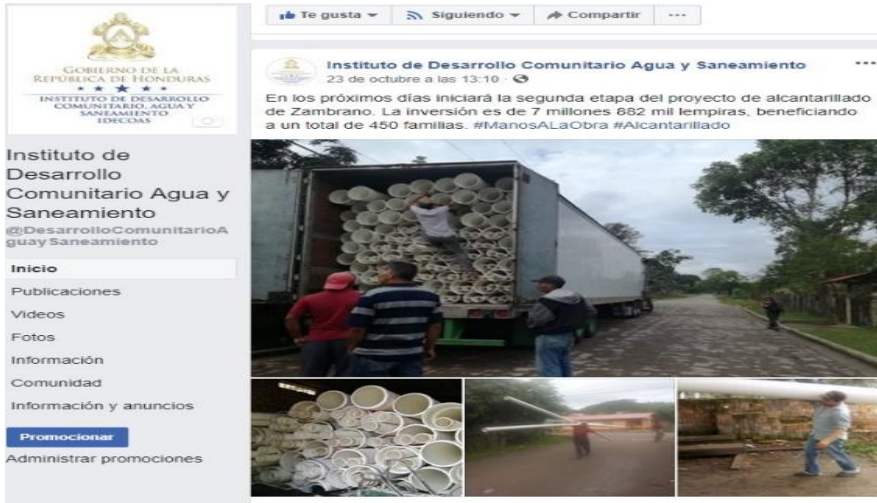 GOBIERNO DE LA
REPÚBLICA DE HONDURAS
INSTITUTO DE DESARROLLO
COMUNITARIO, AGUA Y
SANEAMIENTO
IDECOAS
Instituto de
Desarrollo
Comunitario Agua y
Saneamiento
@DesarrolloComunitarioA
guaySaneamiento
Inicio
Publicaciones
Videos
Fotos
Información
Comunidad
Información y anuncios
Promocionar
Administrar promociones
Te gusta Siguiendo Compartir
Instituto de Desarrollo Comunitario Agua y Saneamiento
23 de octubre a las 13:10 ·
En los próximos días iniciará la segunda etapa del proyecto de alcantarillado
de Zambrano. La inversión es de 7 millones 882 mil lempiras, beneficiando
a un total de 450 familias. #ManosALaObra #Alcantarillado